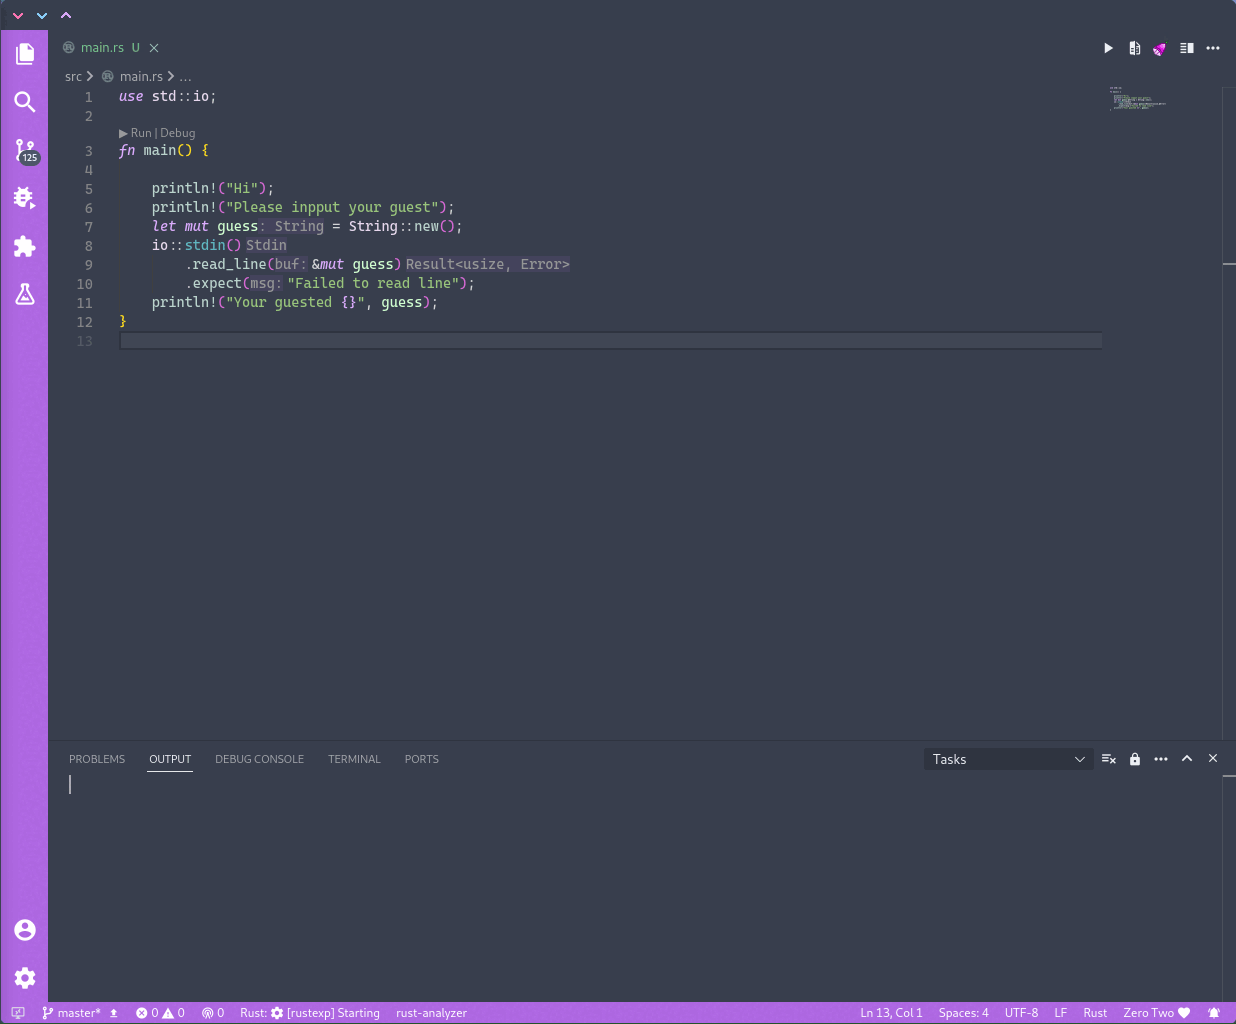 main.rs U
src > main.rs > ...
1 use std::io;
2
▶ Run | Debug
3 fn main() {
4
5 println!("Hi");
6 println!("Please inpput your guest");
7 let mut guess: String = String::new();
8 io::stdin() Stdin
9 .read_line(buf: &mut guess) Result<usize, Error>
10 .expect(msg: "Failed to read line");
11 println!("Your guested {}", guess);
12 }
13
125
PROBLEMS OUTPUT DEBUG CONSOLE TERMINAL PORTS Tasks
master* 0 0 0 Rust: [rustexp] Starting rust-analyzer Ln 13, Col 1 Spaces: 4 UTF-8 LF Rust Zero Two